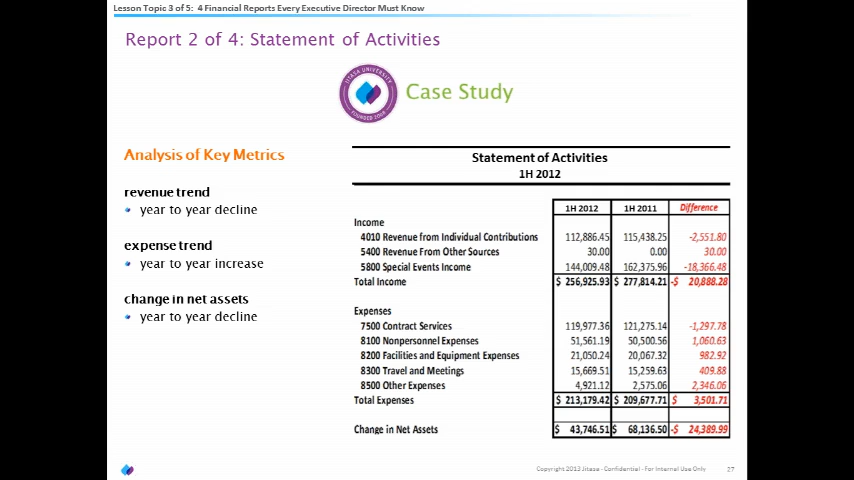 Lesson Topic 3 of 5: 4 Financial Reports Every Executive Director Must Know
Report 2 of 4: Statement of Activities
JITASA UNIVERSITY
FOUNDED 2008
Case Study
Analysis of Key Metrics
revenue trend
year to year decline
expense trend
year to year increase
change in net assets
year to year decline
Statement of Activities
1H 2012
1H 2012 1H 2011 Difference
Income
4010 Revenue from Individual Contributions 112,886.45 115,438.25 -2,551.80
5400 Revenue From Other Sources 30.00 0.00 30.00
5800 Special Events Income 144,009.48 162,375.96 -18,366.48
Total Income $ 256,925.93 $ 277,814.21 -$ 20,888.28
Expenses
7500 Contract Services 119,977.36 121,275.14 -1,297.78
8100 Nonpersonnel Expenses 51,561.19 50,500.56 1,060.63
8200 Facilities and Equipment Expenses 21,050.24 20,067.32 982.92
8300 Travel and Meetings 15,669.51 15,259.63 409.88
8500 Other Expenses 4,921.12 2,575.06 2,346.06
Total Expenses $ 213,179.42 $ 209,677.71 $ 3,501.71
Change in Net Assets $ 43,746.51 $ 68,136.50 -$ 24,389.99
Copyright 2013 Jitasa - Confidential - For Internal Use Only 27